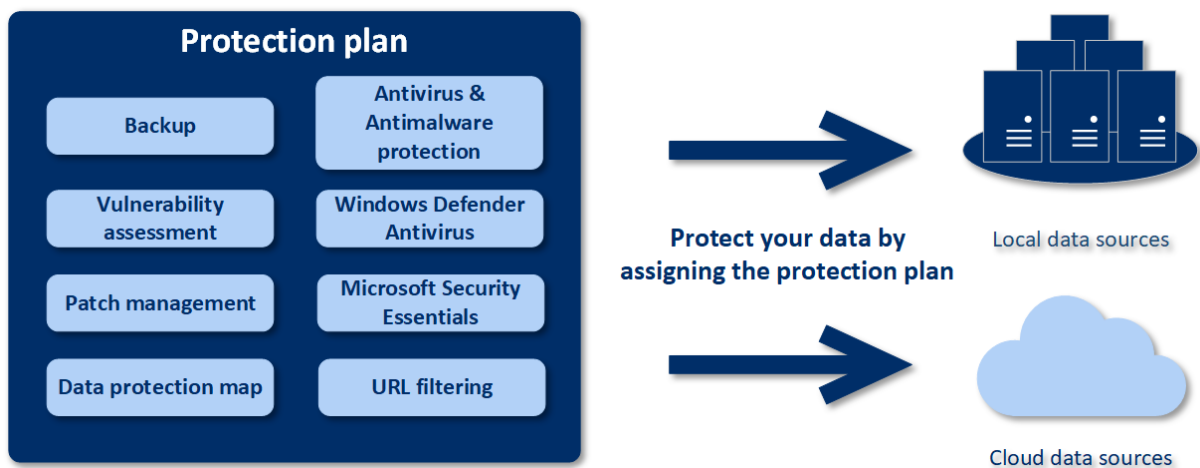 Protection plan
Backup
Antivirus &
Antimalware
protection
Vulnerability
assessment
Windows Defender
Antivirus
Patch management
Microsoft Security
Essentials
Data protection map
URL filtering
Protect your data by
assigning the protection plan
Local data sources
Cloud data sources